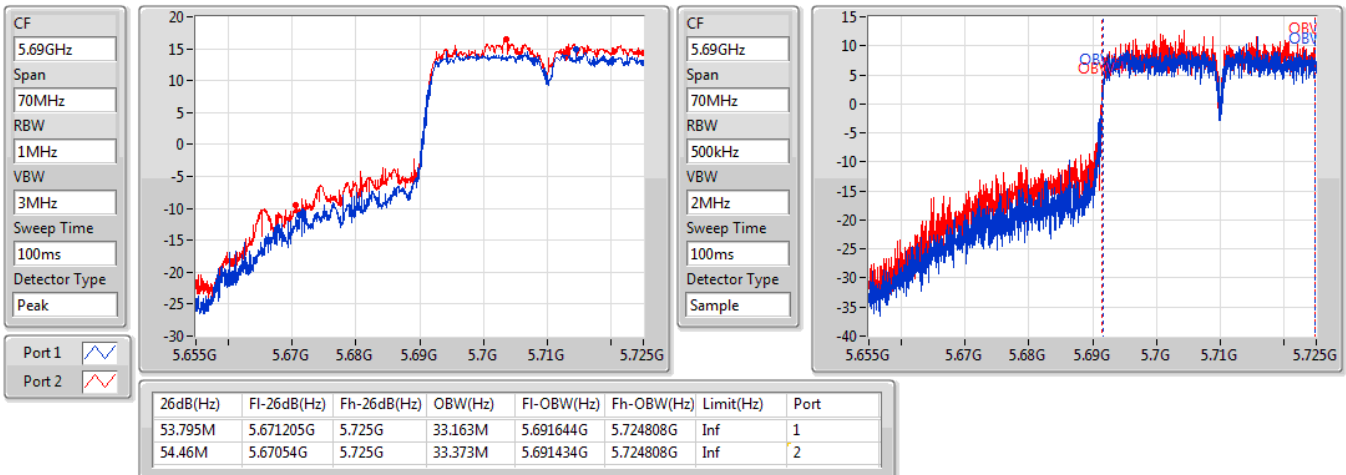 CF
5.69GHz
Span
70MHz
RBW
1MHz
VBW
3MHz
Sweep Time
100ms
Detector Type
Peak
Port 1
Port 2
20
15
10
5
0
-5
-10
-15
-20
-25
-30
5.655G 5.67G 5.68G 5.69G 5.7G 5.71G 5.725G
CF
5.69GHz
Span
70MHz
RBW
500kHz
VBW
2MHz
Sweep Time
100ms
Detector Type
Sample
15
10
5
0
-5
-10
-15
-20
-25
-30
-35
-40
OBW
OBW
OBW
OBW
5.655G 5.67G 5.68G 5.69G 5.7G 5.71G 5.725G
26dB(Hz) Fl-26dB(Hz) Fh-26dB(Hz) OBW(Hz) Fl-OBW(Hz) Fh-OBW(Hz) Limit(Hz) Port
53.795M 5.671205G 5.725G 33.163M 5.691644G 5.724808G Inf 1
54.46M 5.67054G 5.725G 33.373M 5.691434G 5.724808G Inf 2